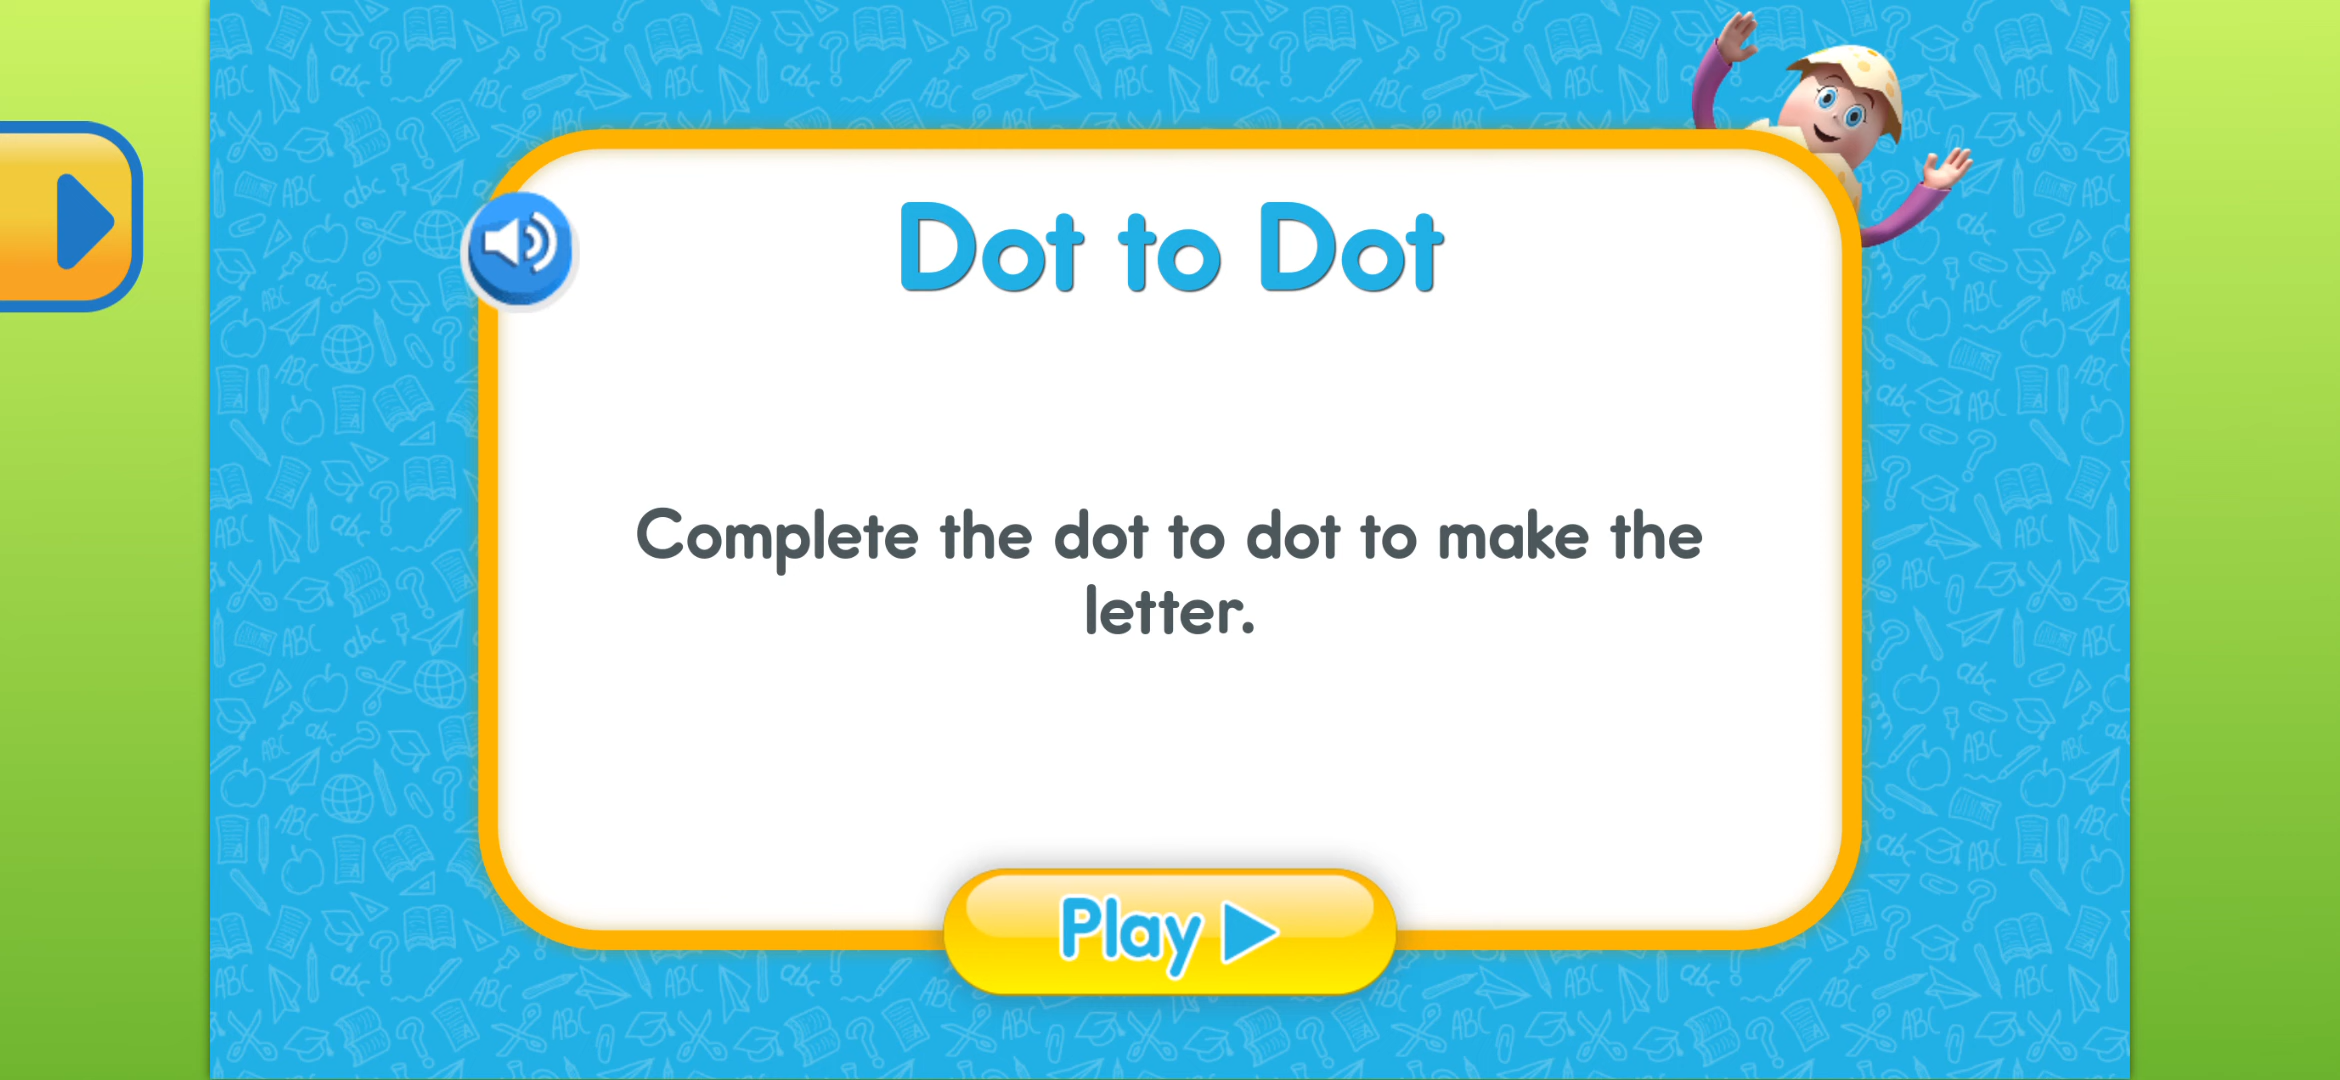 Dot to Dot
Complete the dot to dot to make the
letter.
Play